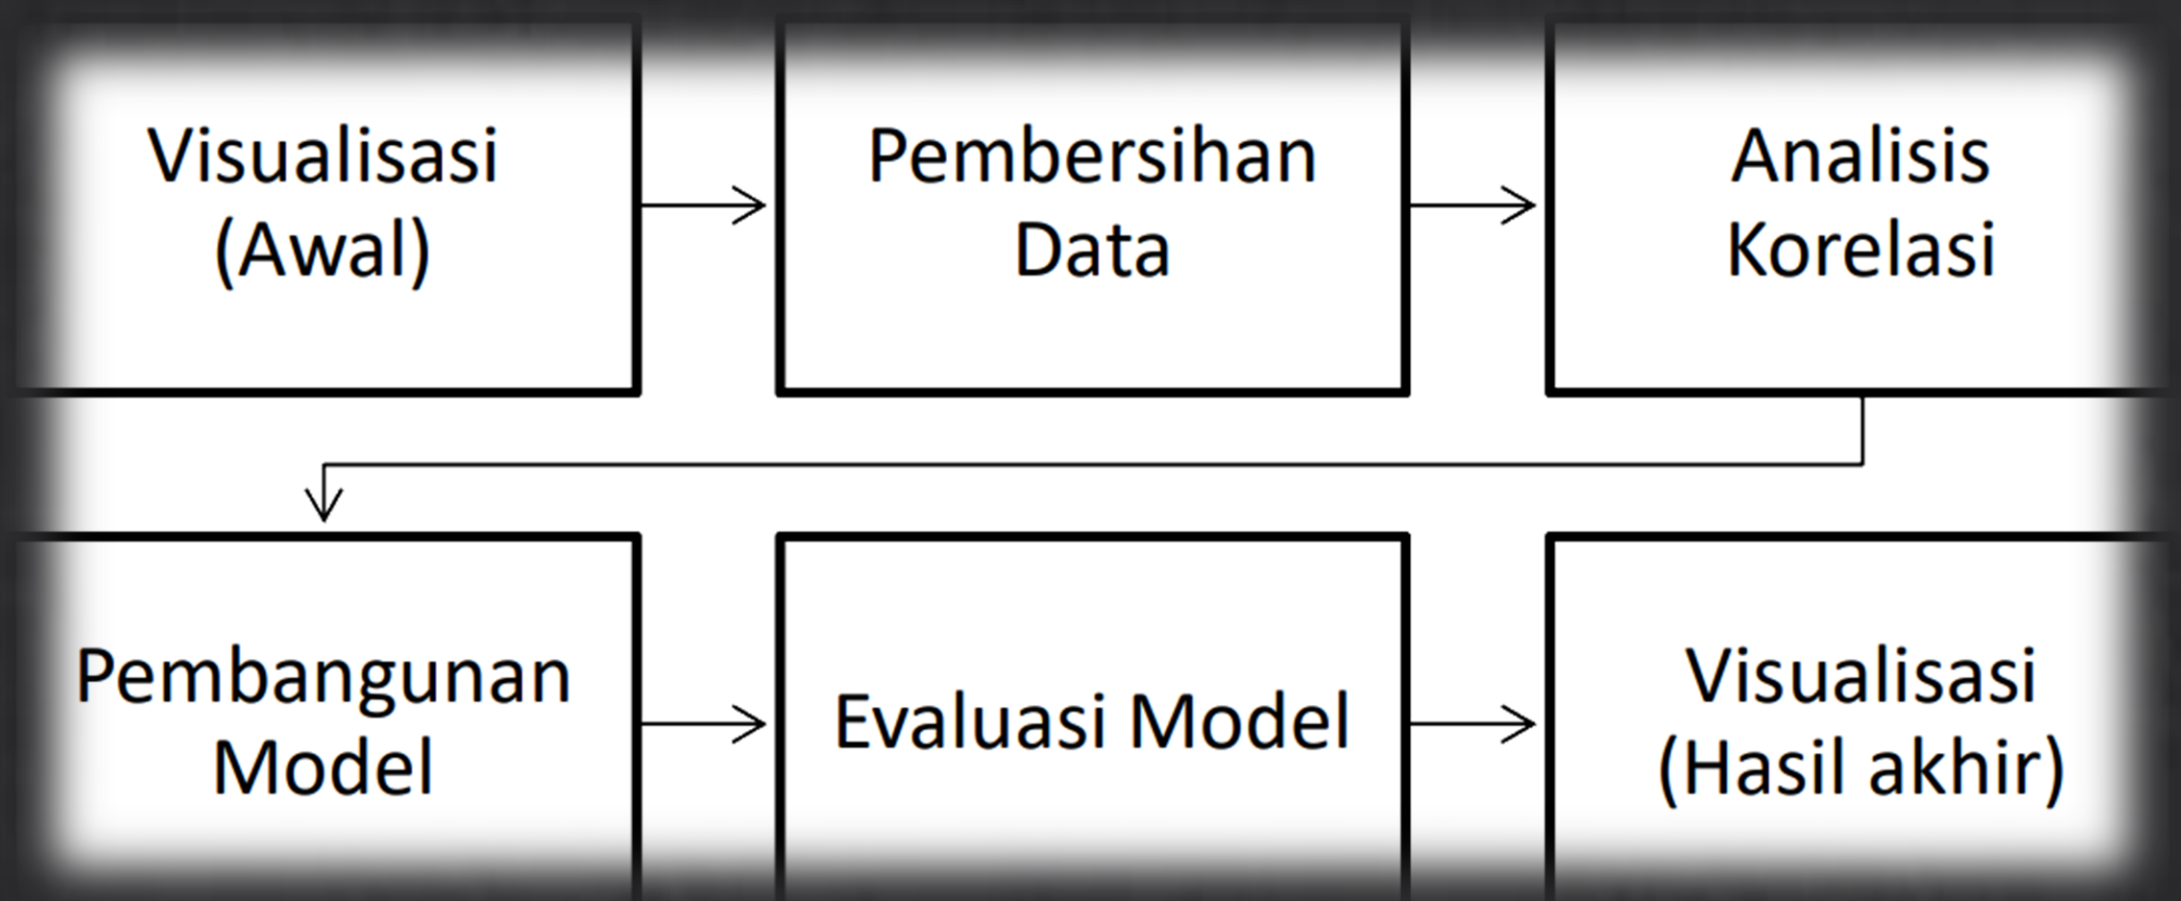 Visualisasi
(Awal)
Pembersihan
Data
Analisis
Korelasi
Pembangunan
Model
Evaluasi Model
Visualisasi
(Hasil akhir)